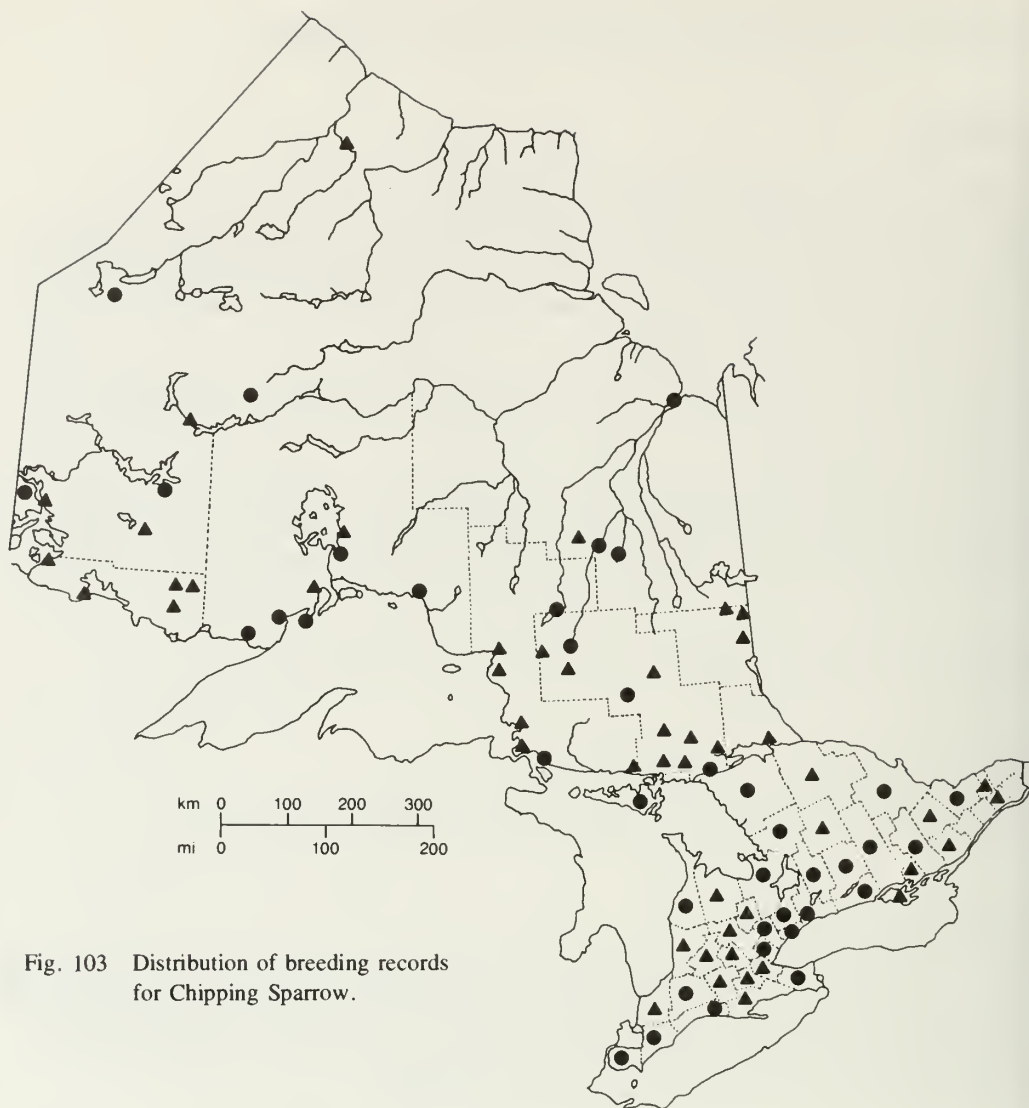 km 0 100 200 300
mi 0 100 200
Fig. 103 Distribution of breeding records
for Chipping Sparrow.